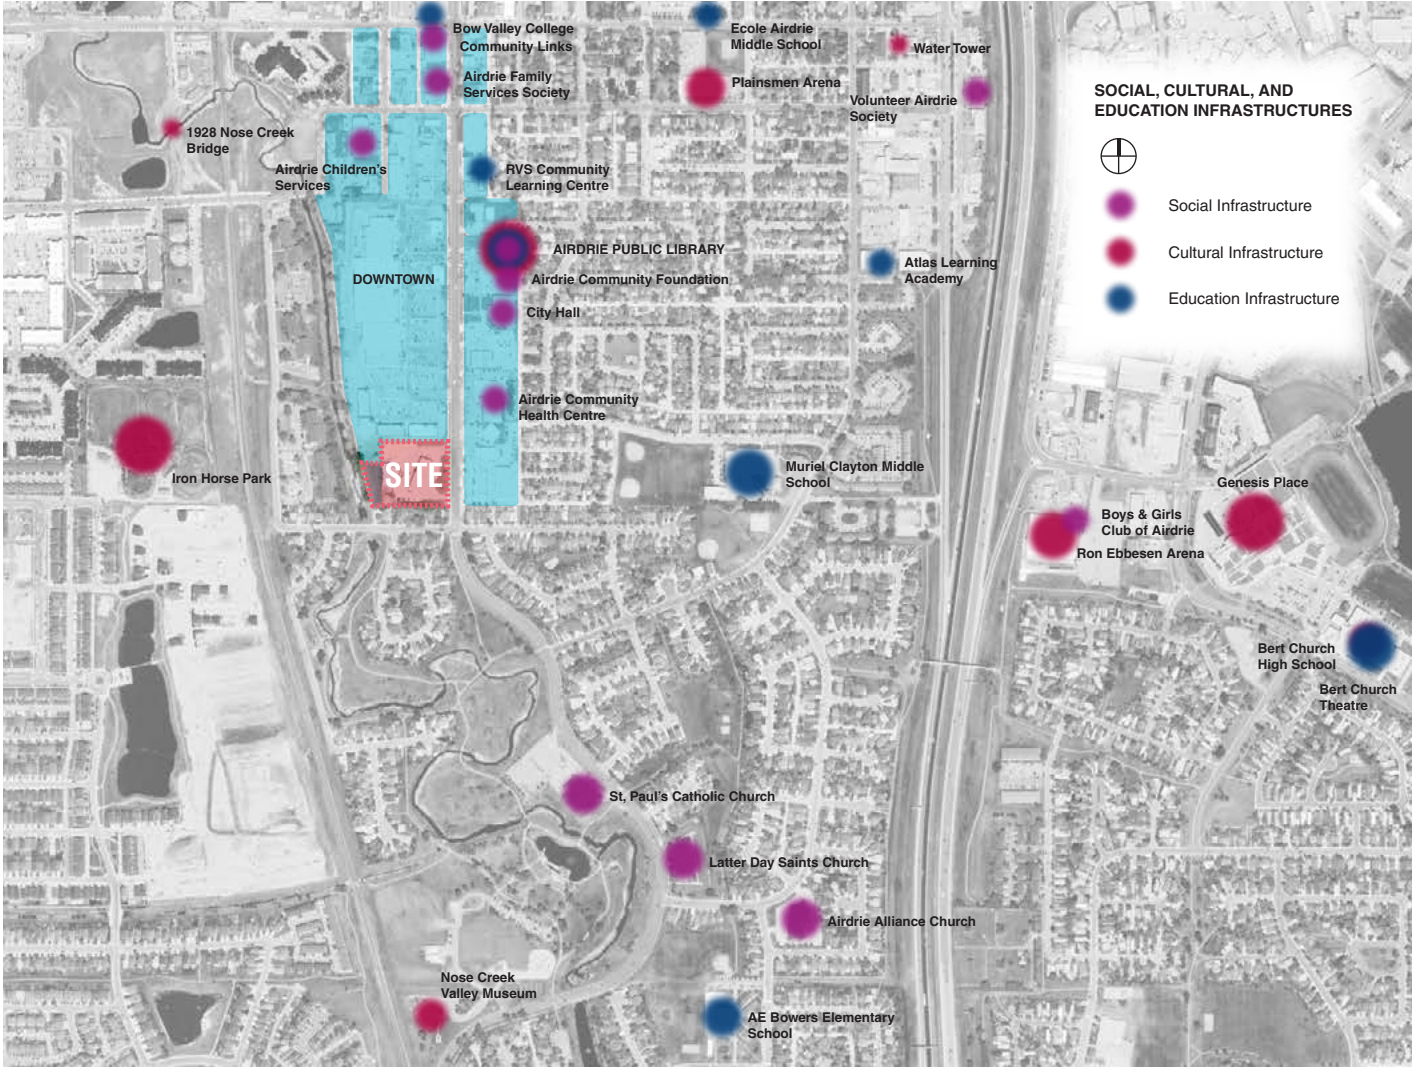 Bow Valley College
Community Links
Ecole Airdrie
Middle School
Water Tower
Airdrie Family
Services Society
Plainsmen Arena
Volunteer Airdrie
Society
SOCIAL, CULTURAL, AND
EDUCATION INFRASTRUCTURES
Social Infrastructure
Cultural Infrastructure
Education Infrastructure
1928 Nose Creek
Bridge
Airdrie Children's
Services
RVS Community
Learning Centre
AIRDRIE PUBLIC LIBRARY
DOWNTOWN
Airdrie Community Foundation
Atlas Learning
Academy
City Hall
Airdrie Community
Health Centre
SITE
Iron Horse Park
Muriel Clayton Middle
School
Genesis Place
Boys & Girls
Club of Airdrie
Ron Ebbesen Arena
Bert Church
High School
Bert Church
Theatre
St, Paul's Catholic Church
Latter Day Saints Church
Airdrie Alliance Church
Nose Creek
Valley Museum
AE Bowers Elementary
School